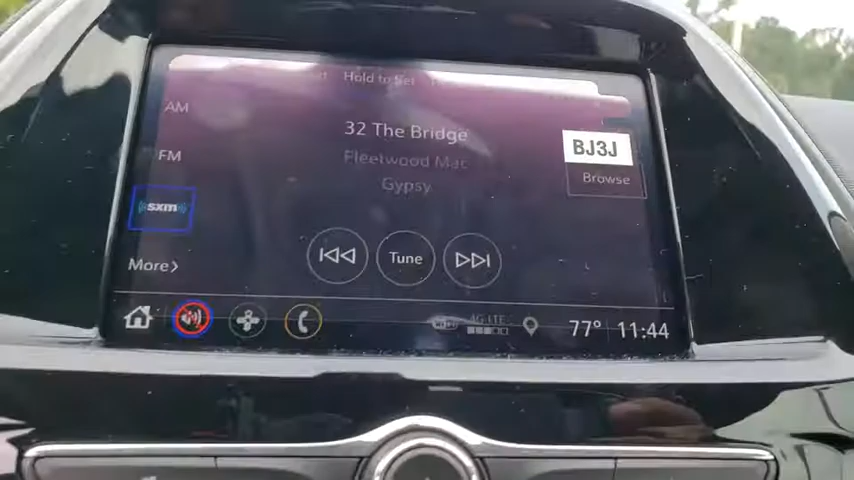 Hold to Set
AM
32 The Bridge
BJ3J
FM
Fleetwood Mac
Browse
Gypsy
sxm
Tune
More
4G LTE
77° 11:44